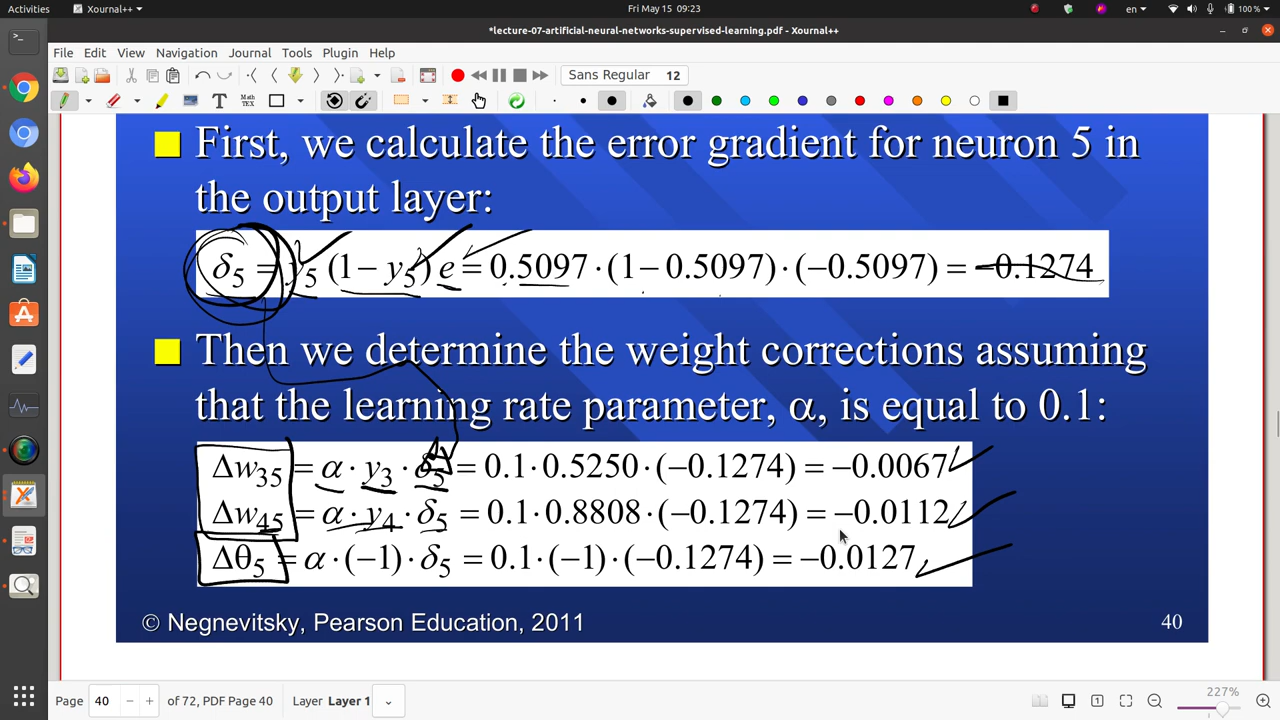 Activities Xournal++ Fri May 15 09:23 en 100 %
*lecture-07-artificial-neural-networks-supervised-learning.pdf - Xournal++
File Edit View Navigation Journal Tools Plugin Help
Sans Regular 12
First, we calculate the error gradient for neuron 5 in
the output layer:
δ5 = y5 (1 − y5) e = 0.5097 · (1 − 0.5097) · (−0.5097) = −0.1274
Then we determine the weight corrections assuming
that the learning rate parameter, α, is equal to 0.1:
Δw35 = α · y3 · δ5 = 0.1 · 0.5250 · (−0.1274) = −0.0067
Δw45 = α · y4 · δ5 = 0.1 · 0.8808 · (−0.1274) = −0.0112
Δθ5 = α · (−1) · δ5 = 0.1 · (−1) · (−0.1274) = −0.0127
© Negnevitsky, Pearson Education, 2011 40
Page 40 of 72, PDF Page 40 Layer Layer 1 227%